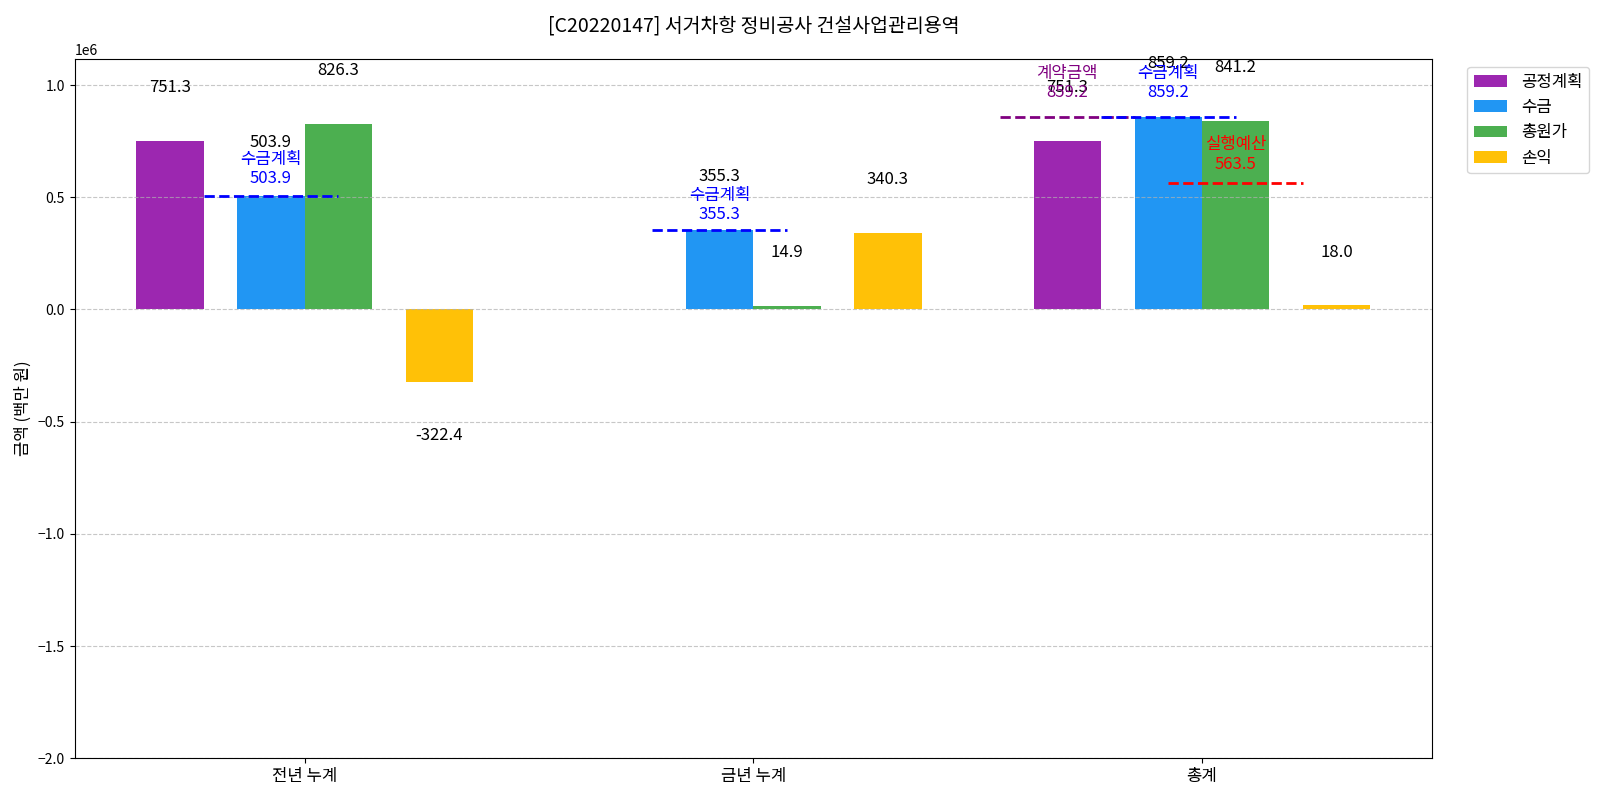 [C20220147] 서거차항 정비공사 건설사업관리용역
1e6
금액 (백만 원)
1.0
0.5
0.0
−0.5
−1.0
−1.5
−2.0
751.3
503.9
수금계획
503.9
826.3
-322.4
355.3
수금계획
355.3
14.9
340.3
계약금액
859.2
751.3
859.2
수금계획
859.2
841.2
실행예산
563.5
18.0
전년 누계
금년 누계
총계
공정계획
수금
총원가
손익